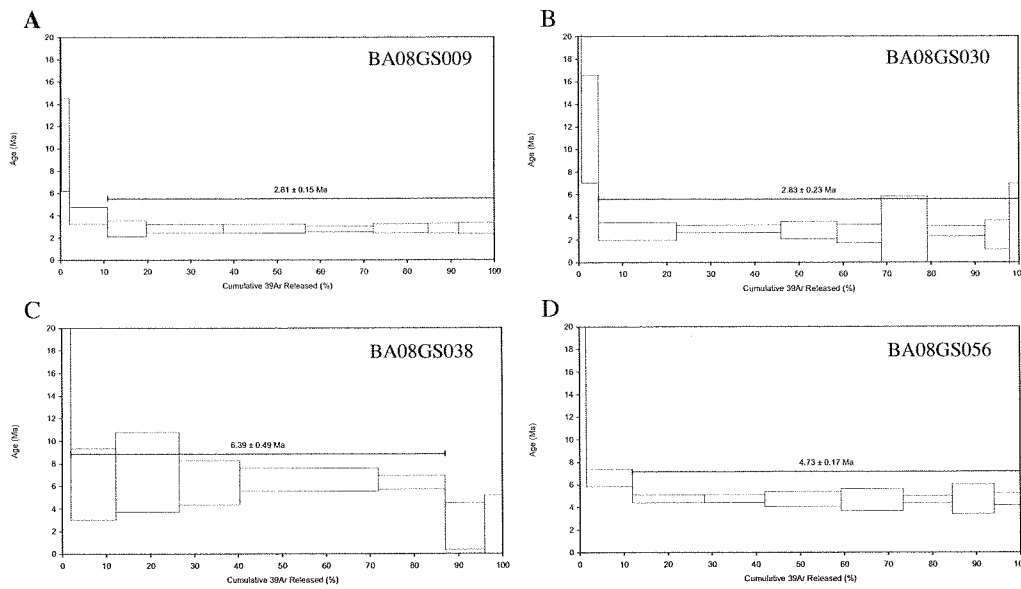 A
BA08GS009
20
18
16
14
12
10
8
6
4
2
0
Age (Ma)
2.81 ± 0.15 Ma
0 10 20 30 40 50 60 70 80 90 100
Cumulative 39Ar Released (%)
B
BA08GS030
20
18
16
14
12
10
8
6
4
2
0
Age (Ma)
2.83 ± 0.23 Ma
0 10 20 30 40 50 60 70 80 90 100
Cumulative 39Ar Released (%)
C
BA08GS038
20
18
16
14
12
10
8
6
4
2
0
Age (Ma)
6.39 ± 0.49 Ma
0 10 20 30 40 50 60 70 80 90 100
Cumulative 39Ar Released (%)
D
BA08GS056
20
18
16
14
12
10
8
6
4
2
0
Age (Ma)
4.73 ± 0.17 Ma
0 10 20 30 40 50 60 70 80 90 100
Cumulative 39Ar Released (%)